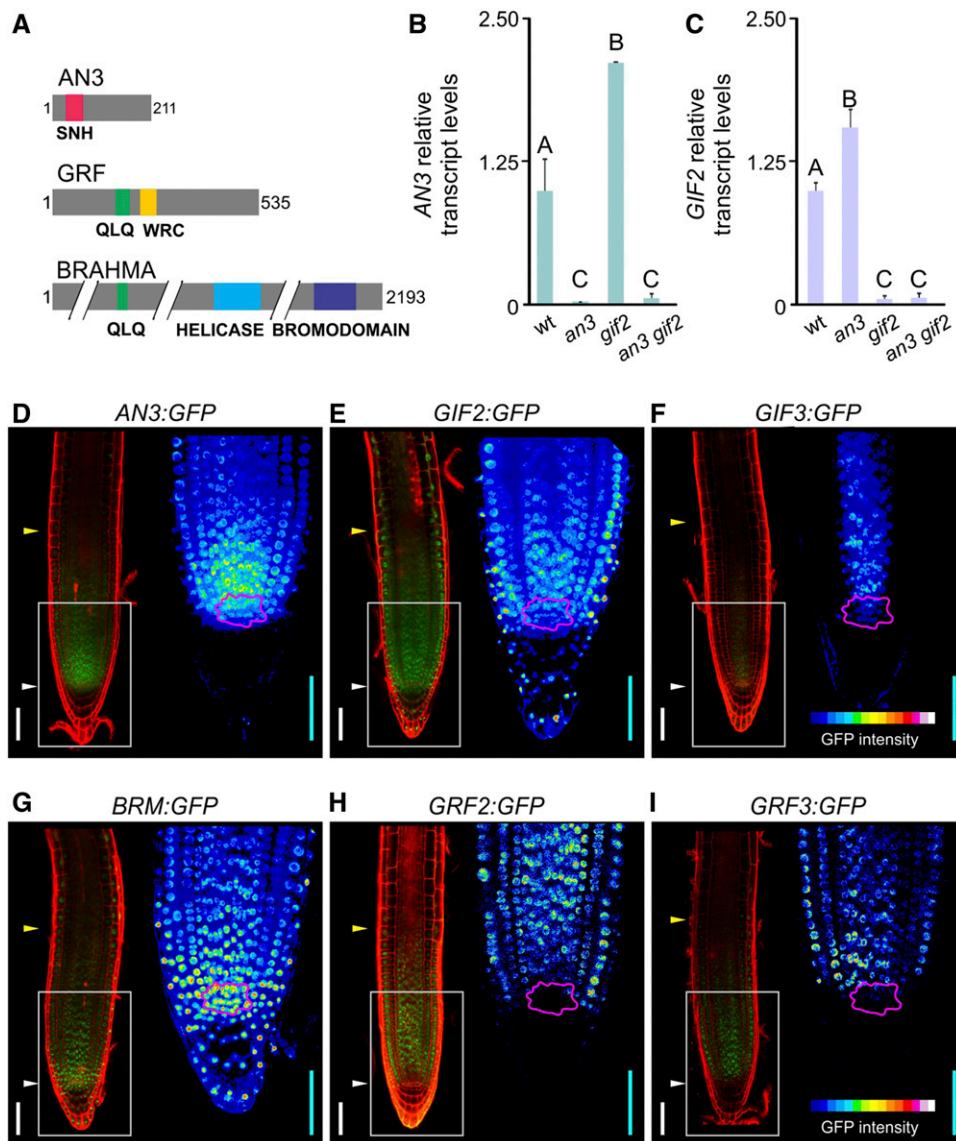 A
AN3
1
211
SNH
GRF
1
535
QLQ
WRC
BRAHMA
1
2193
QLQ
HELICASE
BROMODOMAIN
B
AN3 relative
transcript levels
2.50
1.25
0
A
C
B
C
wt
an3
gif2
an3 gif2
C
GIF2 relative
transcript levels
2.50
1.25
0
A
B
C
C
wt
an3
gif2
an3 gif2
D
AN3:GFP
E
GIF2:GFP
F
GIF3:GFP
GFP intensity
G
BRM:GFP
H
GRF2:GFP
I
GRF3:GFP
GFP intensity